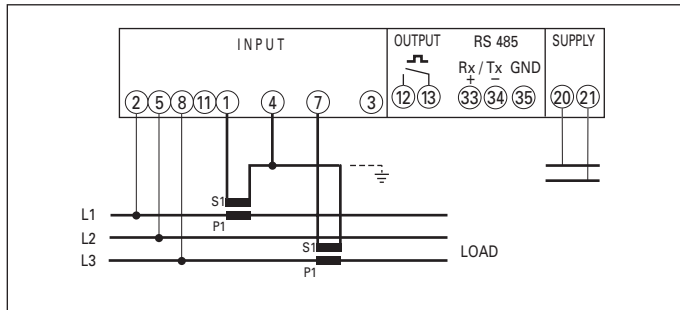 INPUT OUTPUT RS 485 SUPPLY
Rx / Tx GND
+ −
2 5 8 11 1 4 7 3 12 13 33 34 35 20 21
S1
L1
P1
L2
S1
LOAD
L3
P1